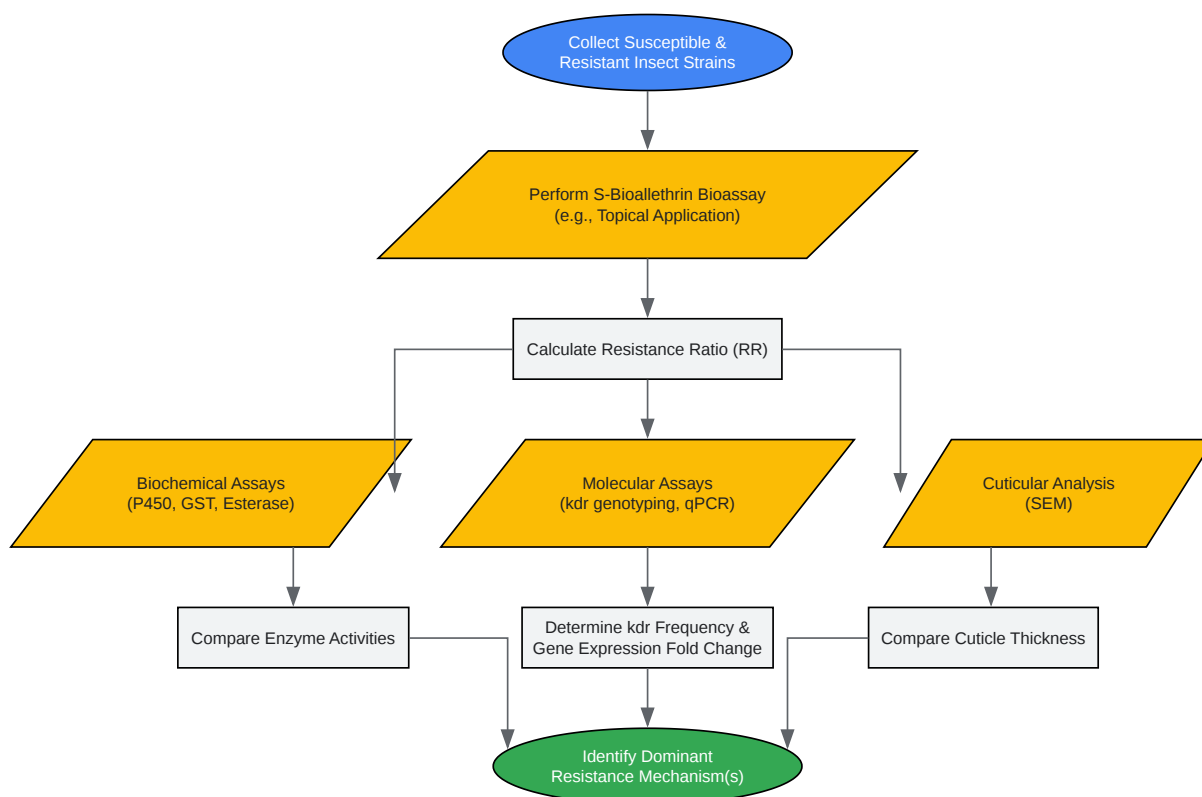 Collect Susceptible &
Resistant Insect Strains
Perform S-Bioallethrin Bioassay
(e.g., Topical Application)
Calculate Resistance Ratio (RR)
Biochemical Assays
(P450, GST, Esterase)
Molecular Assays
(kdr genotyping, qPCR)
Cuticular Analysis
(SEM)
Compare Enzyme Activities
Determine kdr Frequency &
Gene Expression Fold Change
Compare Cuticle Thickness
Identify Dominant
Resistance Mechanism(s)